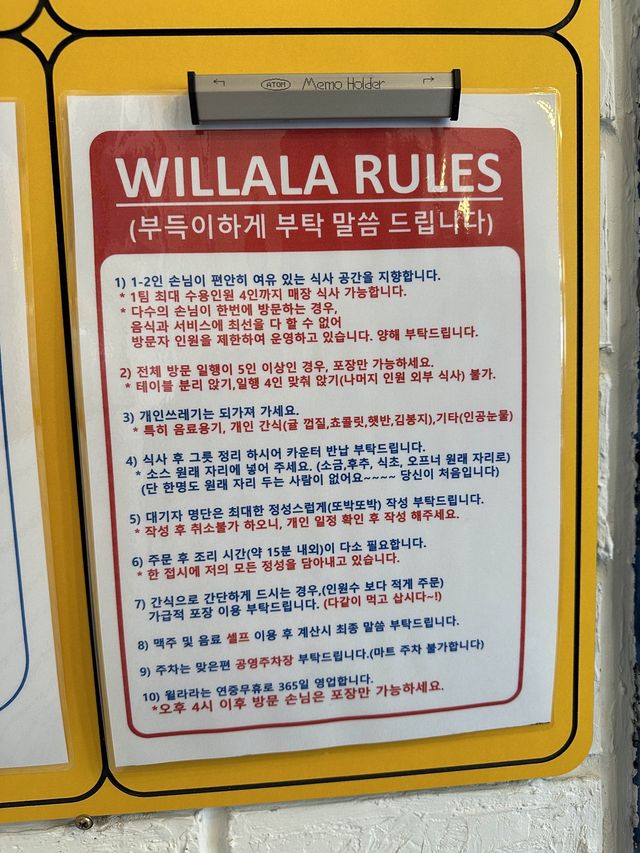 ATOM Memo Holder
WILLALA RULES
(부득이하게 부탁 말씀 드립니다)
1) 1-2인 손님이 편안히 여유 있는 식사 공간을 지향합니다.
* 1팀 최대 수용인원 4인까지 매장 식사 가능합니다.
* 다수의 손님이 한번에 방문하는 경우,
음식과 서비스에 최선을 다 할 수 없어
방문자 인원을 제한하여 운영하고 있습니다. 양해 부탁드립니다.
2) 전체 방문 일행이 5인 이상인 경우, 포장만 가능하세요.
* 테이블 분리 앉기,일행 4인 맞춰 앉기(나머지 인원 외부 식사) 불가.
3) 개인쓰레기는 되가져 가세요.
* 특히 음료용기, 개인 간식(귤 껍질,쵸콜릿,햇반,김봉지),기타(인공눈물)
4) 식사 후 그릇 정리 하시어 카운터 반납 부탁드립니다.
* 소스 원래 자리에 넣어 주세요. (소금,후추, 식초, 오프너 원래 자리로)
(단 한명도 원래 자리 두는 사람이 없어요~~~~ 당신이 처음입니다)
5) 대기자 명단은 최대한 정성스럽게(또박또박) 작성 부탁드립니다.
* 작성 후 취소불가 하오니, 개인 일정 확인 후 작성 해주세요.
6) 주문 후 조리 시간(약 15분 내외)이 다소 필요합니다.
* 한 접시에 저의 모든 정성을 담아내고 있습니다.
7) 간식으로 간단하게 드시는 경우,(인원수 보다 적게 주문)
가급적 포장 이용 부탁드립니다. (다같이 먹고 삽시다~!)
8) 맥주 및 음료 셀프 이용 후 계산시 최종 말씀 부탁드립니다.
9) 주차는 맞은편 공영주차장 부탁드립니다.(마트 주차 불가합니다)
10) 윌라라는 연중무휴로 365일 영업합니다.
*오후 4시 이후 방문 손님은 포장만 가능하세요.